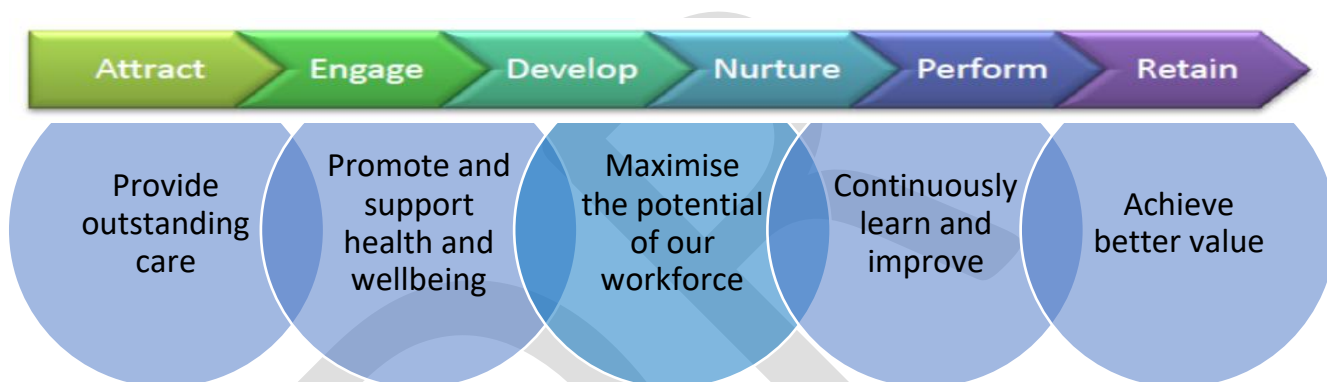 Attract Engage Develop Nurture Perform Retain
Provide
outstanding
care
Promote and
support
health and
wellbeing
Maximise
the potential
of our
workforce
Continuously
learn and
improve
Achieve
better value